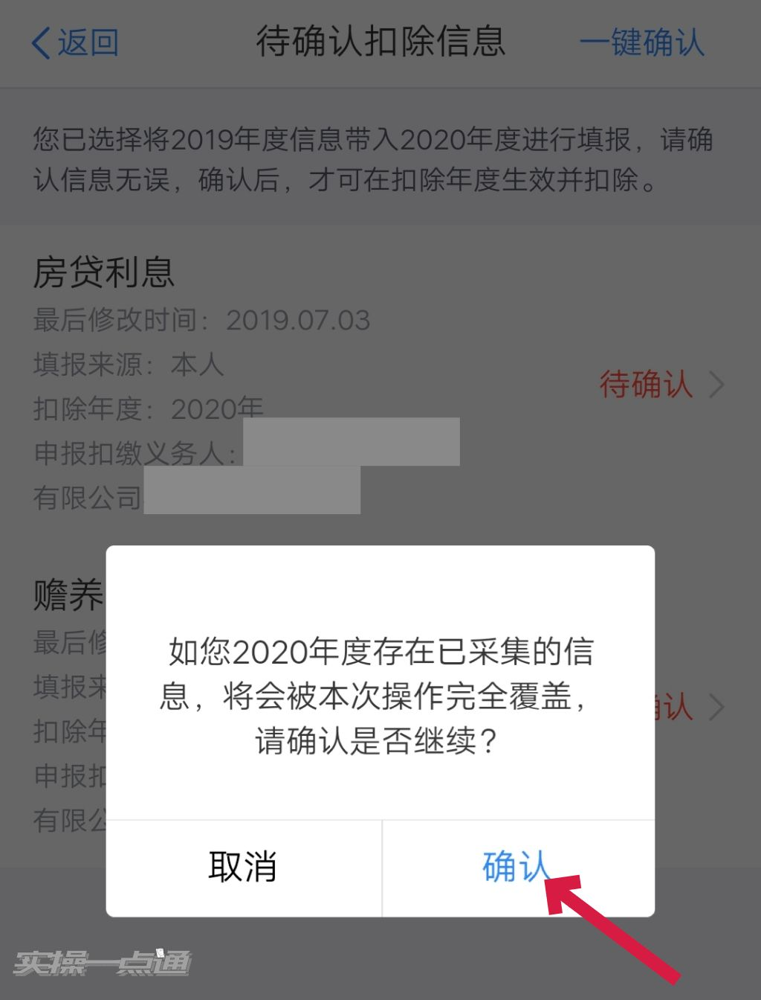 返回
待确认扣除信息
一键确认
您已选择将2019年度信息带入2020年度进行填报，请确
认信息无误，确认后，才可在扣除年度生效并扣除。
房贷利息
最后修改时间：2019.07.03
填报来源：本人
待确认
扣除年度：2020年
申报扣缴义务人：
有限公司
赡养
最后修
填报来
确认
扣除年
申报扣
有限公
如您2020年度存在已采集的信
息，将会被本次操作完全覆盖，
请确认是否继续？
取消
确认
实操一点通